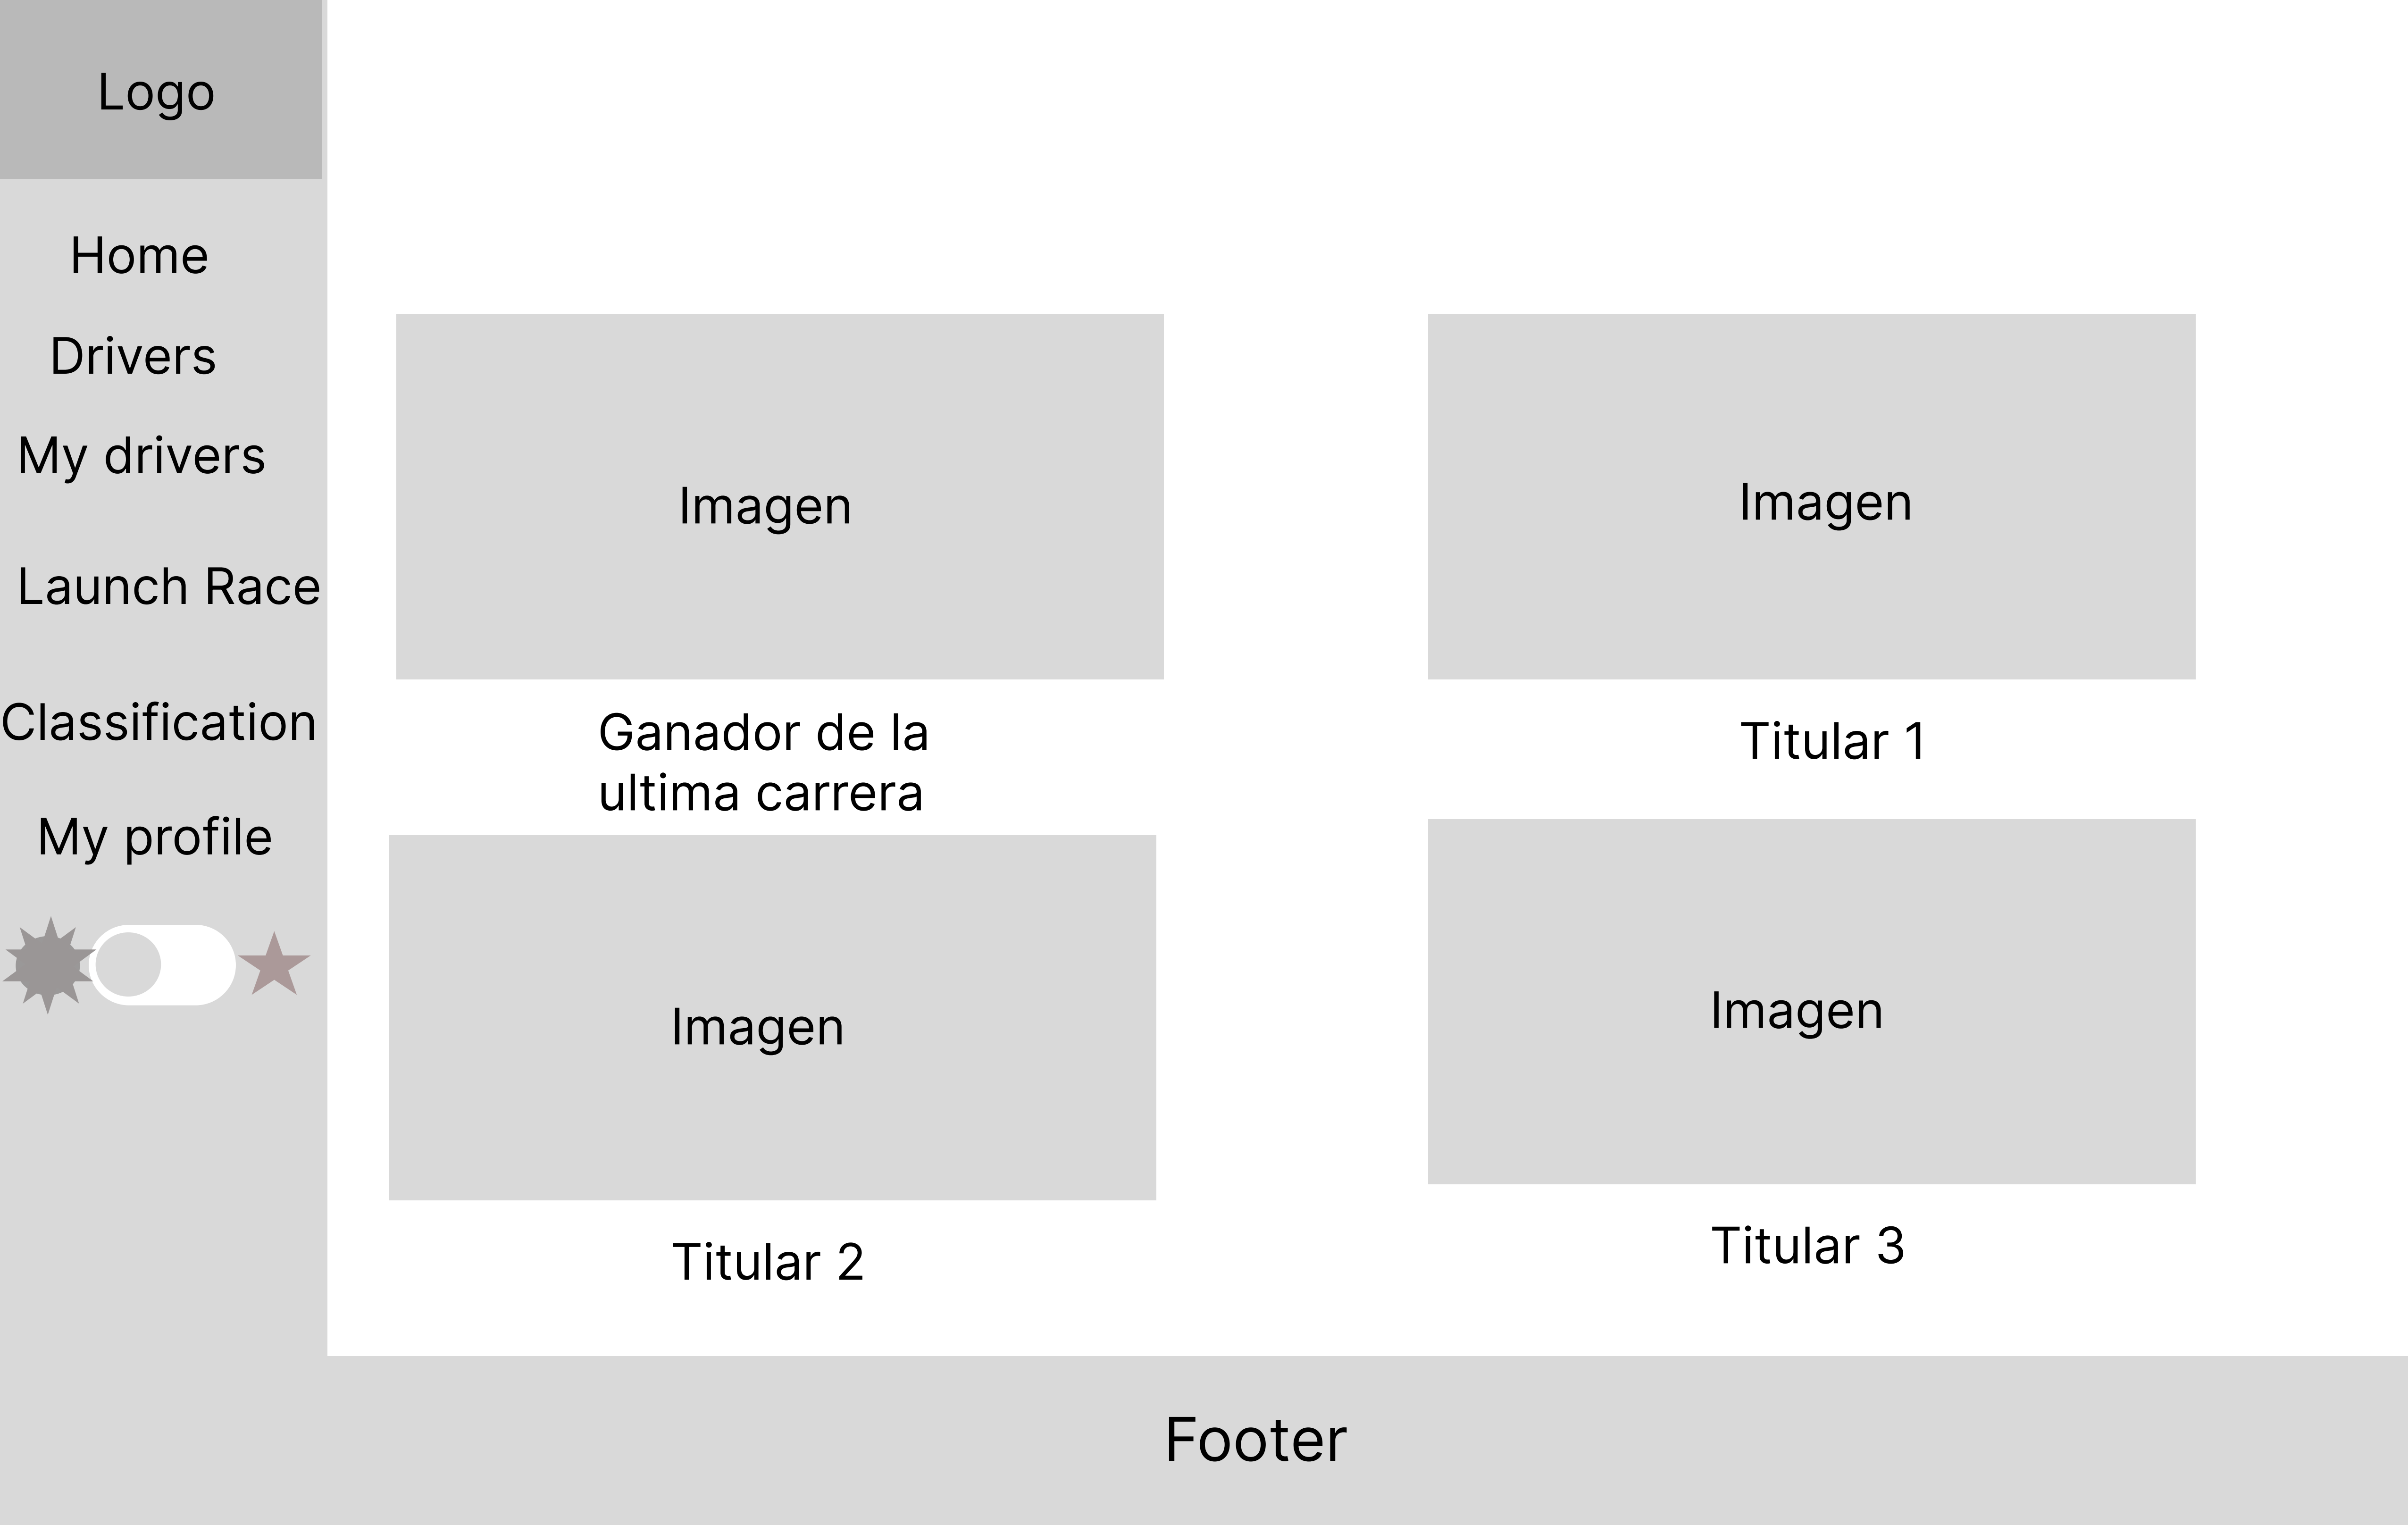 Logo
Home
Drivers
My drivers
Launch Race
Classification
My profile
Imagen
Ganador de la
ultima carrera
Imagen
Titular 1
Imagen
Titular 2
Imagen
Titular 3
Footer